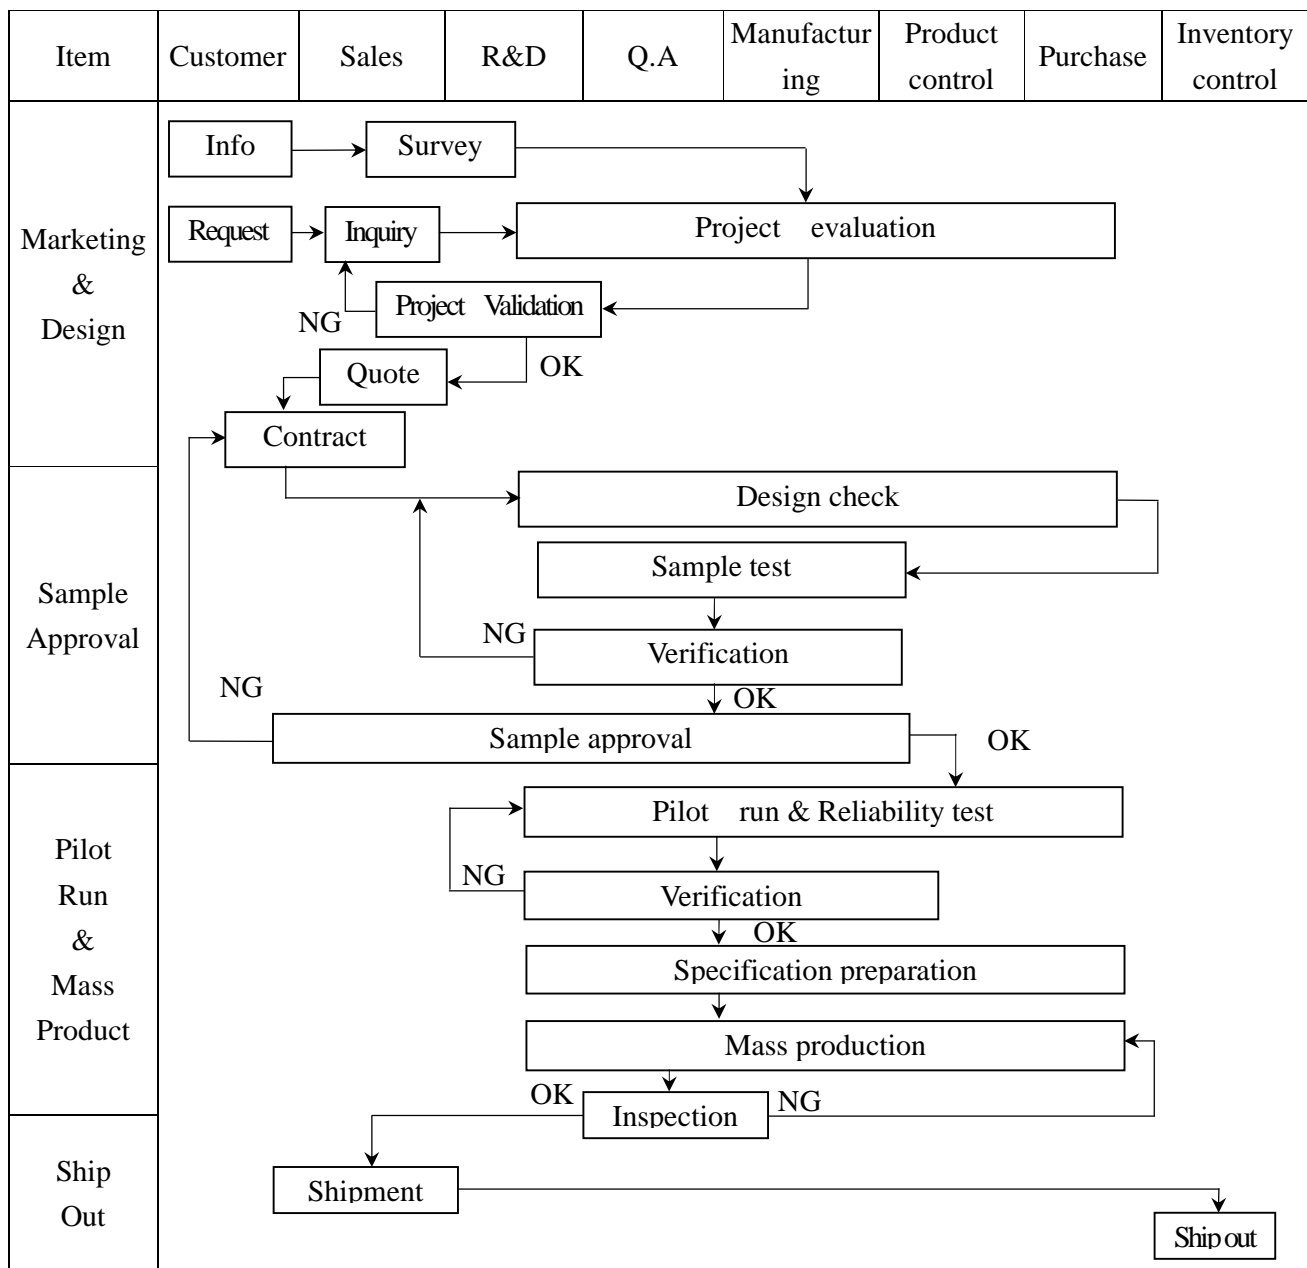 Item Customer Sales R&D Q.A Manufactur
ing Product
control Purchase Inventory
control
Marketing
&
Design
Info Survey
Request Inquiry Project evaluation
Project Validation
NG
OK
Quote
Contract
Sample
Approval
Design check
Sample test
NG
Verification
NG
OK
Sample approval
OK
Pilot
Run
&
Mass
Product
Pilot run & Reliability test
NG
Verification
OK
Specification preparation
Mass production
OK
Inspection
NG
Ship
Out
Shipment
Ship out